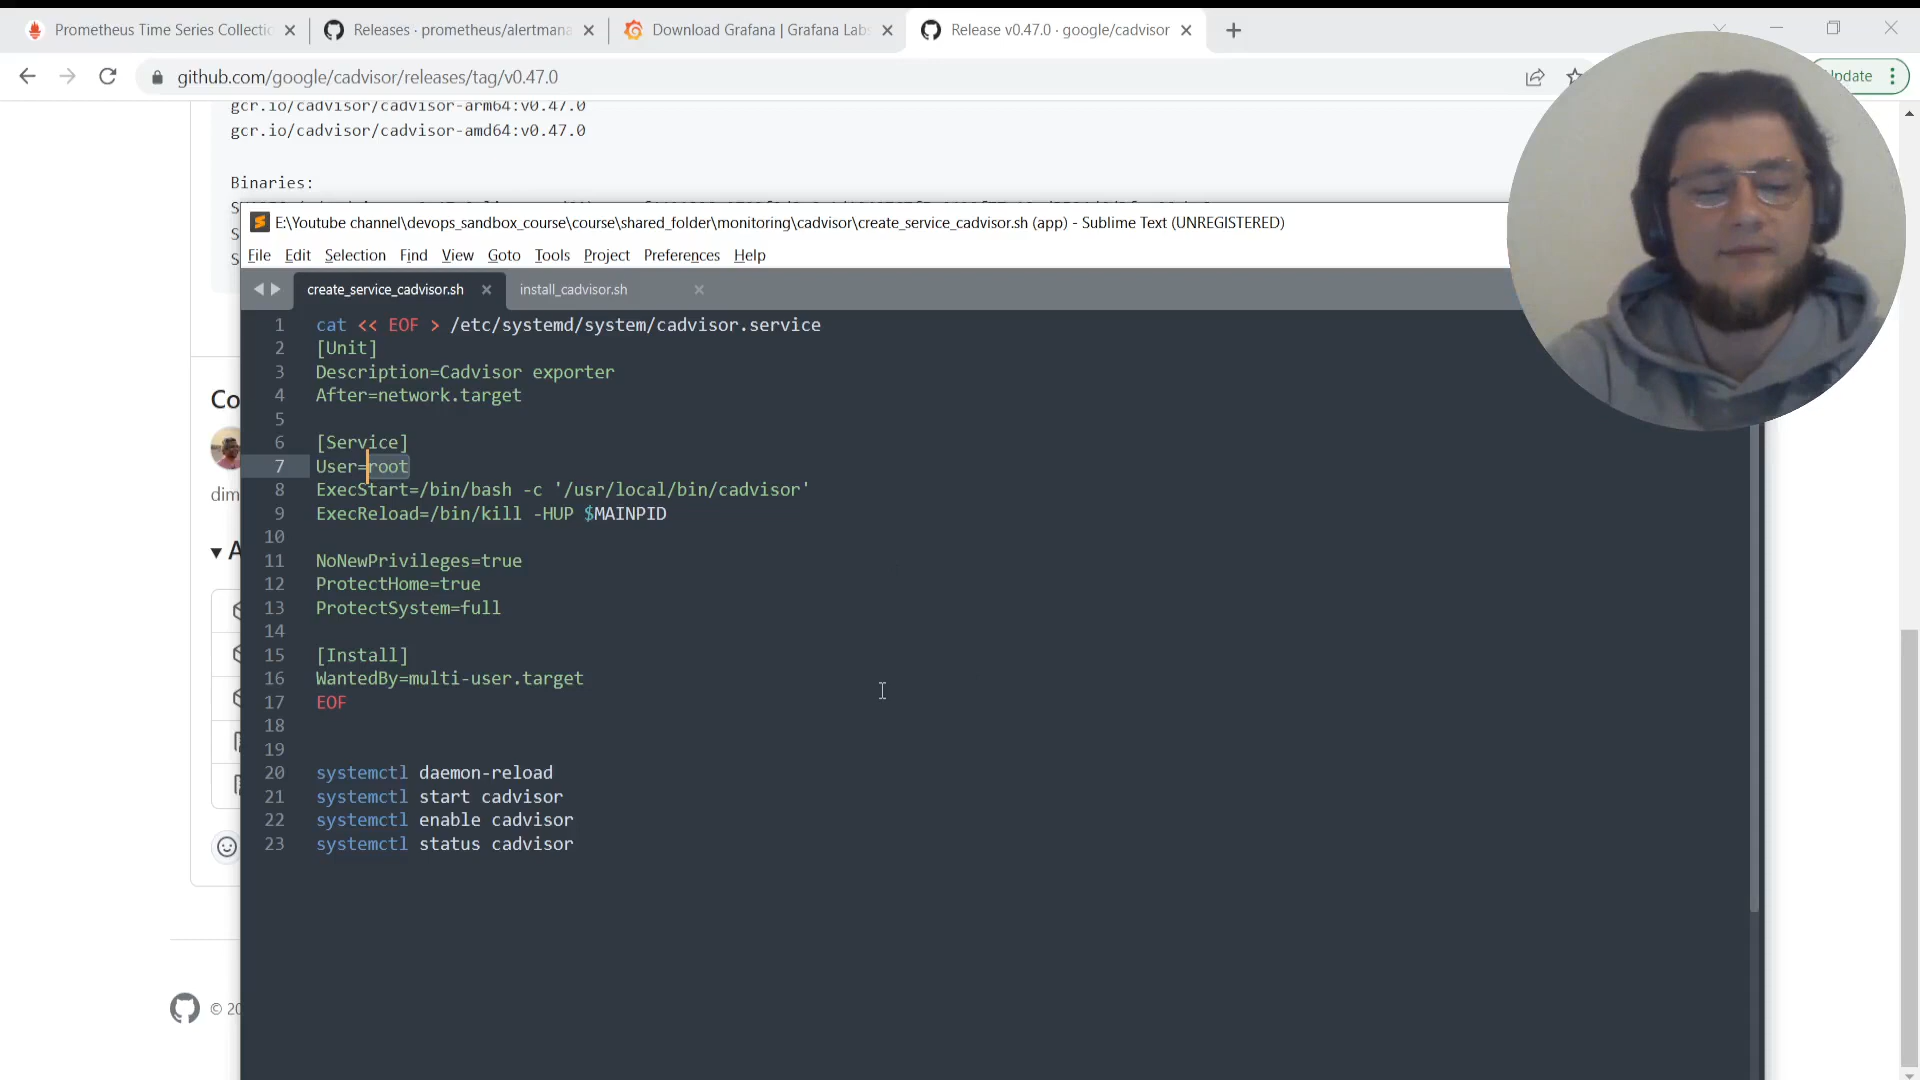 Prometheus Time Series Collectio
Releases · prometheus/alertmana
Download Grafana | Grafana Labs
Release v0.47.0 · google/cadvisor
github.com/google/cadvisor/releases/tag/v0.47.0
Update
gcr.io/cadvisor/cadvisor-arm64:v0.47.0
gcr.io/cadvisor/cadvisor-amd64:v0.47.0
Binaries:
E:\Youtube channel\devops_sandbox_course\course\shared_folder\monitoring\cadvisor\create_service_cadvisor.sh (app) - Sublime Text (UNREGISTERED)
File Edit Selection Find View Goto Tools Project Preferences Help
create_service_cadvisor.sh install_cadvisor.sh
1 cat << EOF > /etc/systemd/system/cadvisor.service
2 [Unit]
3 Description=Cadvisor exporter
4 After=network.target
5
6 [Service]
7 User=root
8 ExecStart=/bin/bash -c '/usr/local/bin/cadvisor'
9 ExecReload=/bin/kill -HUP $MAINPID
10
11 NoNewPrivileges=true
12 ProtectHome=true
13 ProtectSystem=full
14
15 [Install]
16 WantedBy=multi-user.target
17 EOF
18
19
20 systemctl daemon-reload
21 systemctl start cadvisor
22 systemctl enable cadvisor
23 systemctl status cadvisor
Co
dim
A
© 20